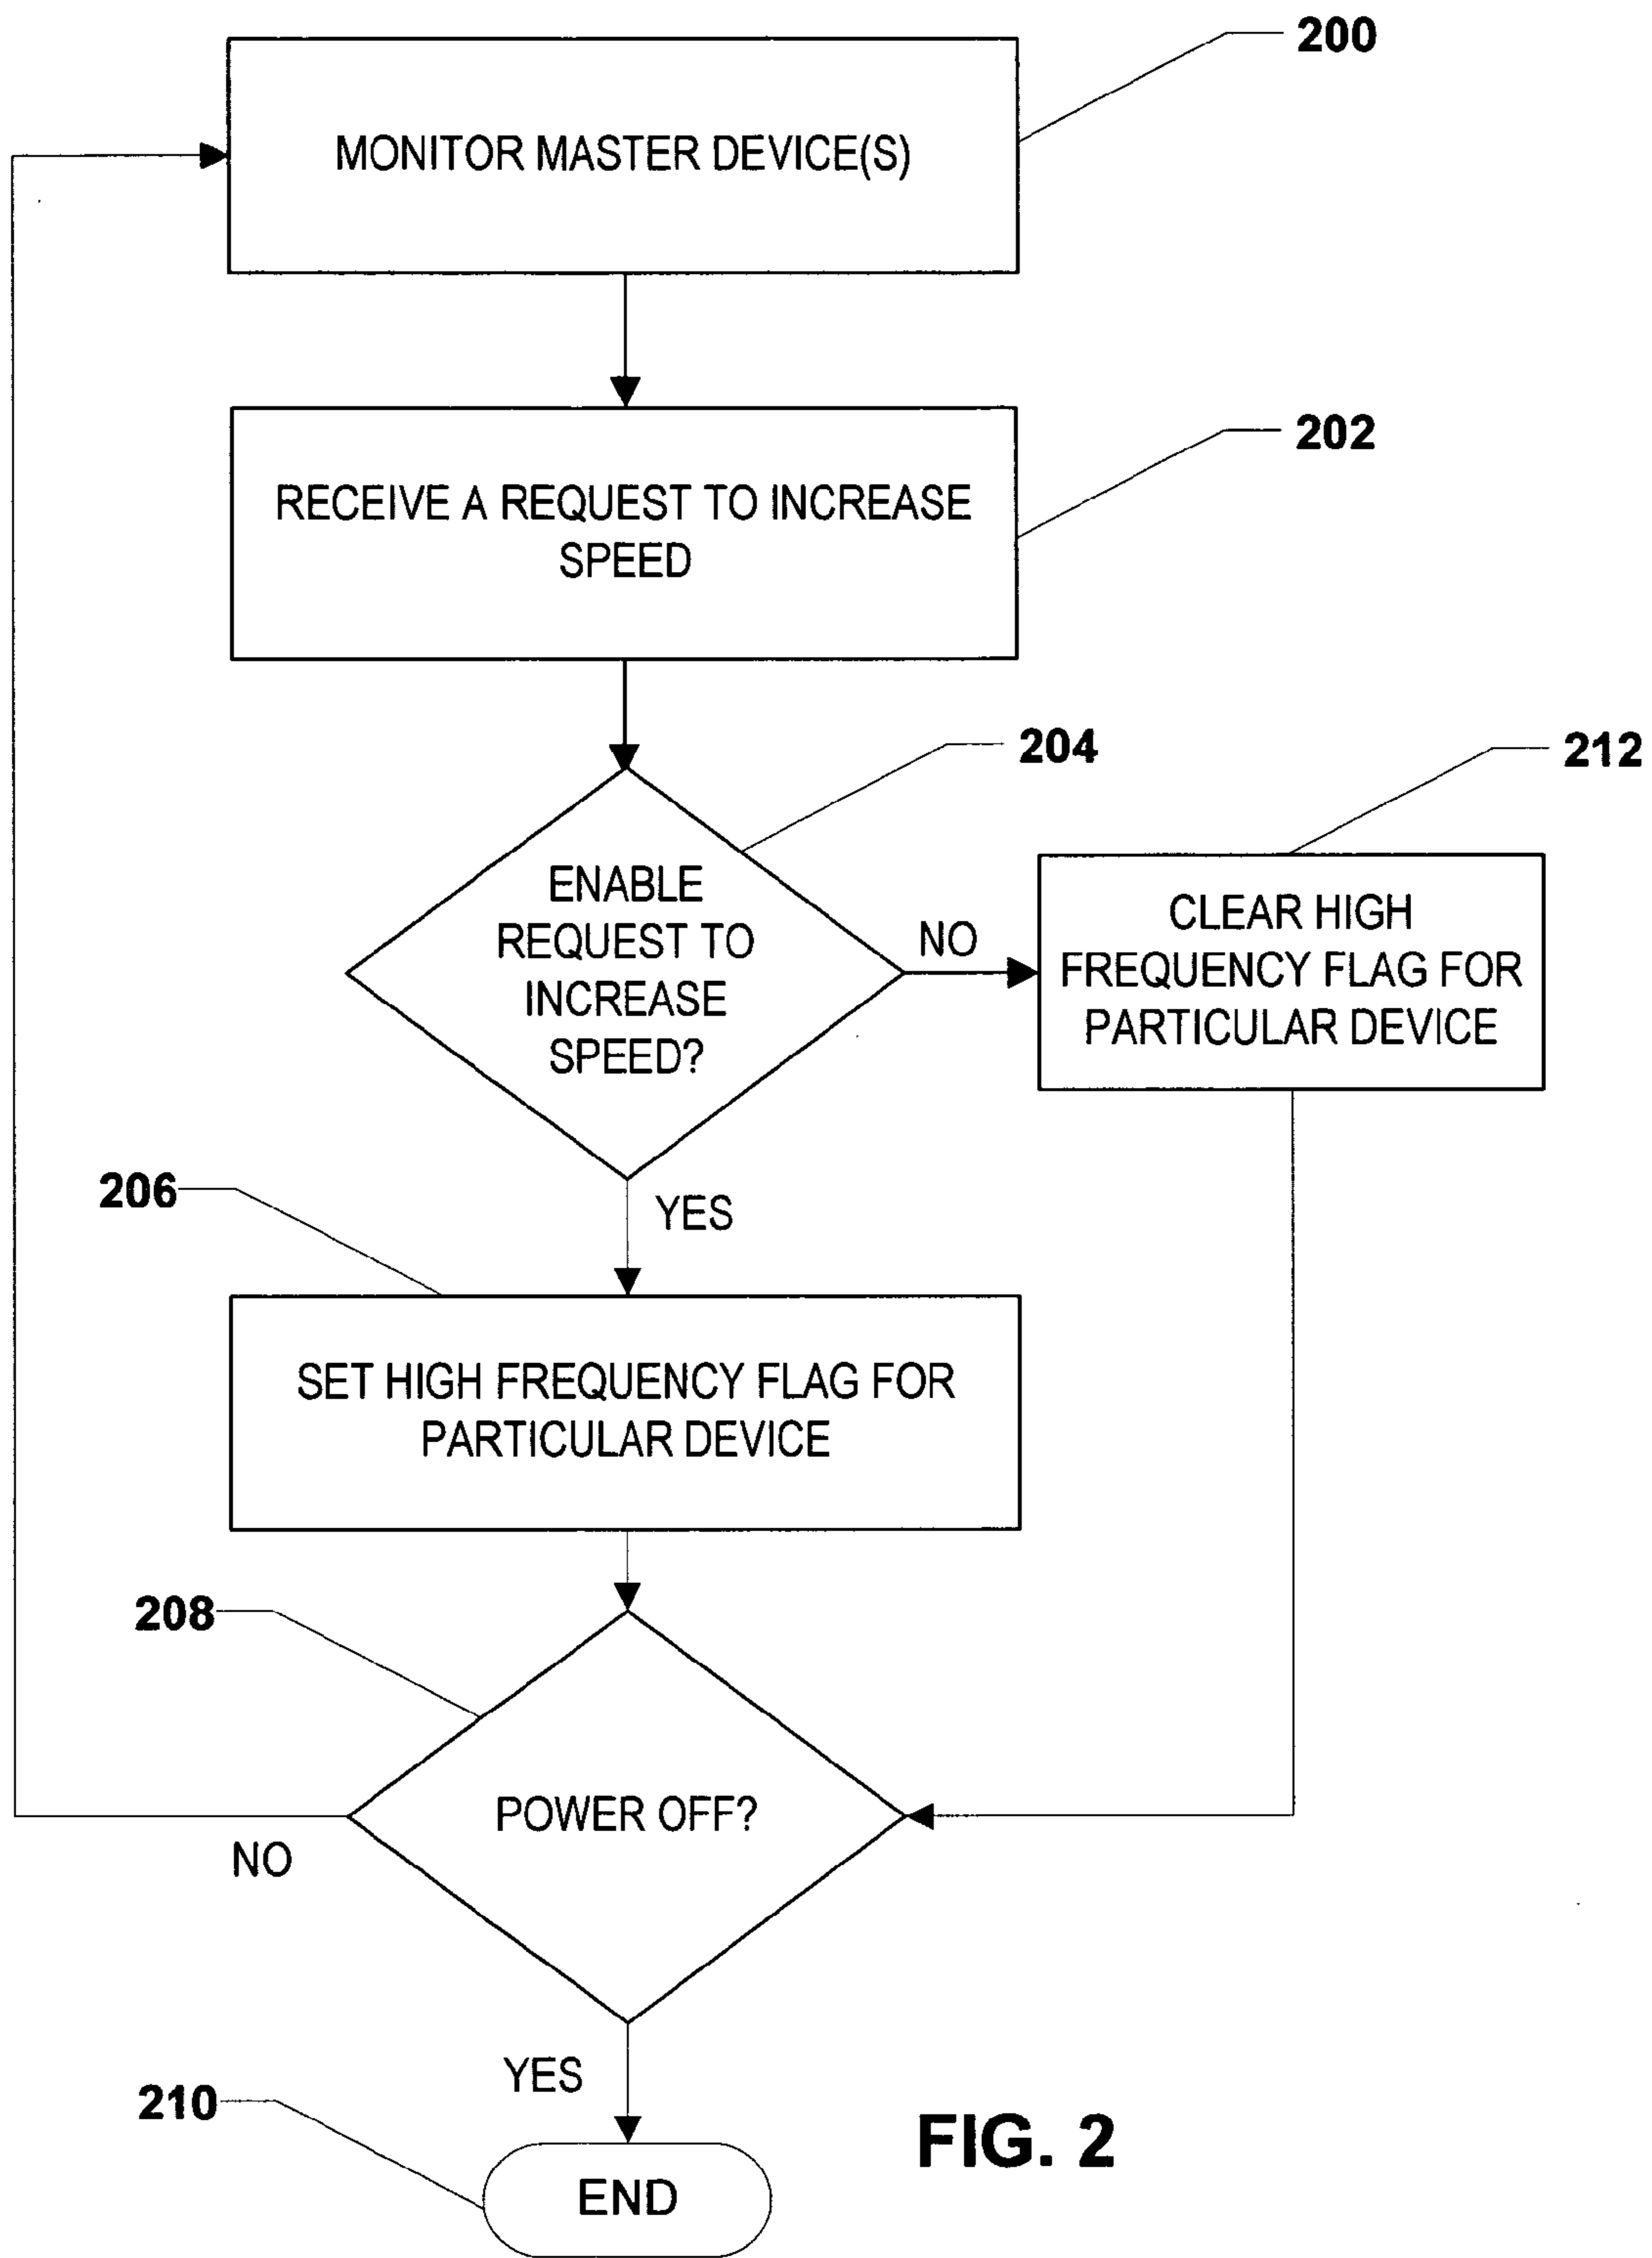 200
MONITOR MASTER DEVICE(S)
202
RECEIVE A REQUEST TO INCREASE
SPEED
204
212
ENABLE
REQUEST TO
INCREASE
SPEED?
NO
CLEAR HIGH
FREQUENCY FLAG FOR
PARTICULAR DEVICE
206
YES
SET HIGH FREQUENCY FLAG FOR
PARTICULAR DEVICE
208
POWER OFF?
NO
YES
210
END
FIG. 2